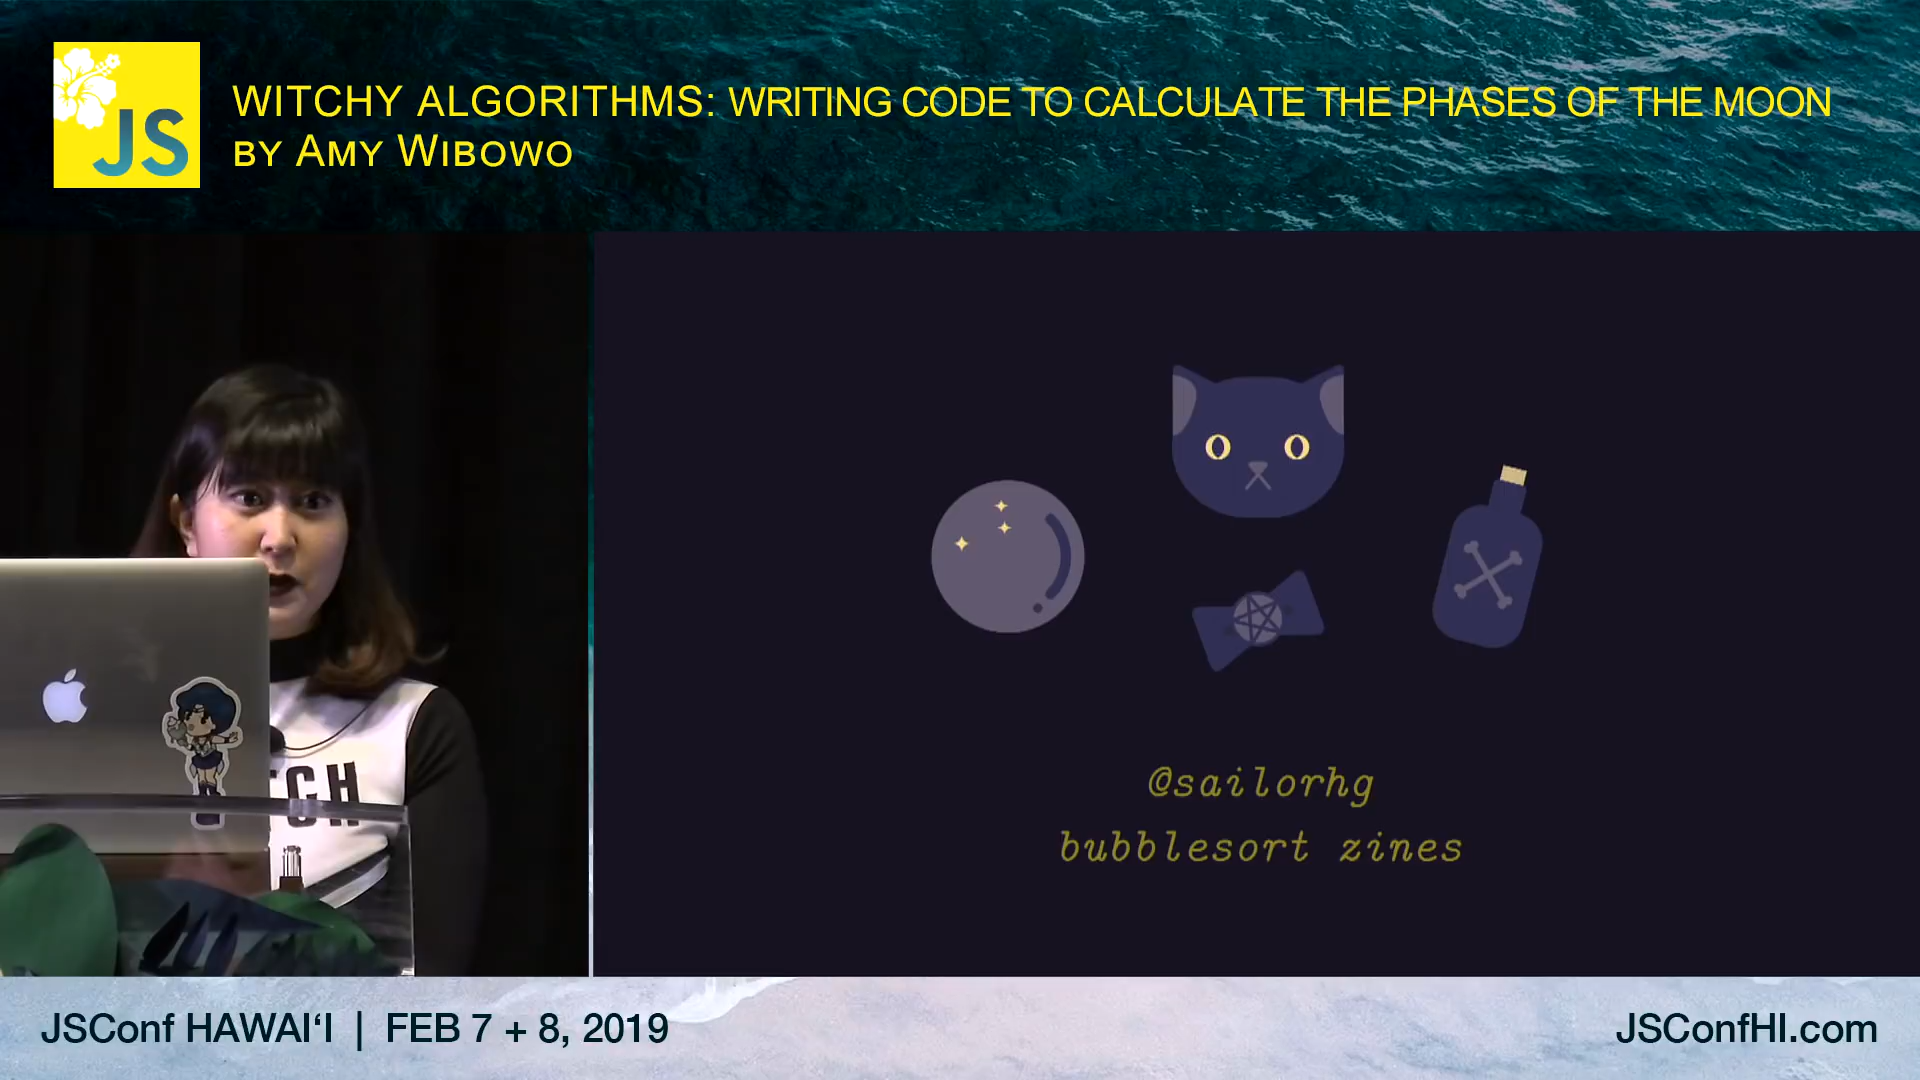 JS
WITCHY ALGORITHMS: WRITING CODE TO CALCULATE THE PHASES OF THE MOON
BY AMY WIBOWO
TCH
@sailorhg
bubblesort zines
JSConf HAWAIʻI | FEB 7 + 8, 2019
JSConfHI.com